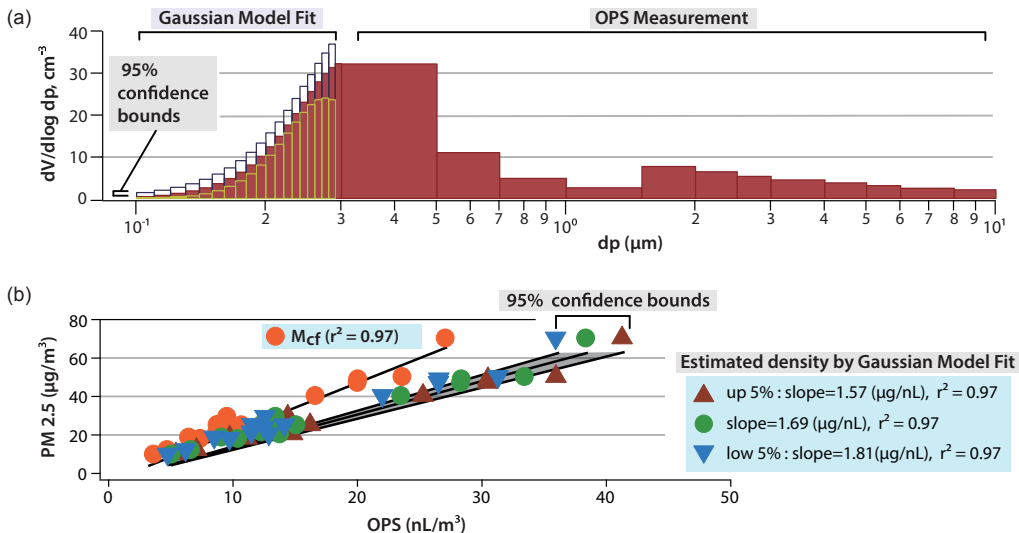 (a)
Gaussian Model Fit
OPS Measurement
95%
confidence
bounds
dV/dlog dp, cm⁻³
40
30
20
10
0
10⁻¹ 2 3 4 5 6 7 8 9 10⁰ 2 3 4 5 6 7 8 9 10¹
dp (μm)
(b)
95% confidence bounds
Mcf (r² = 0.97)
PM 2.5 (μg/m³)
80
60
40
20
0
0 10 20 30 40 50
OPS (nL/m³)
Estimated density by Gaussian Model Fit
up 5% : slope=1.57 (μg/nL), r² = 0.97
slope=1.69 (μg/nL), r² = 0.97
low 5% : slope=1.81(μg/nL), r² = 0.97